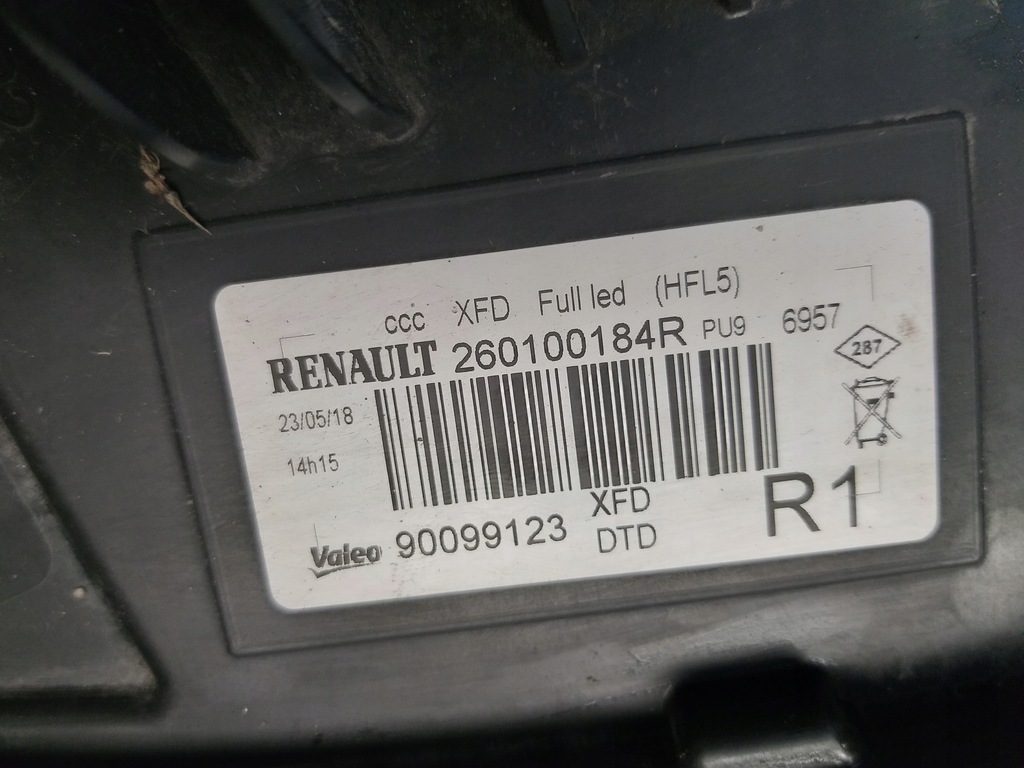 ccc XFD Full led (HFL5)
RENAULT 260100184R PU9 6957
287
23/05/18
14h15
XFD
R1
Valeo 90099123
DTD